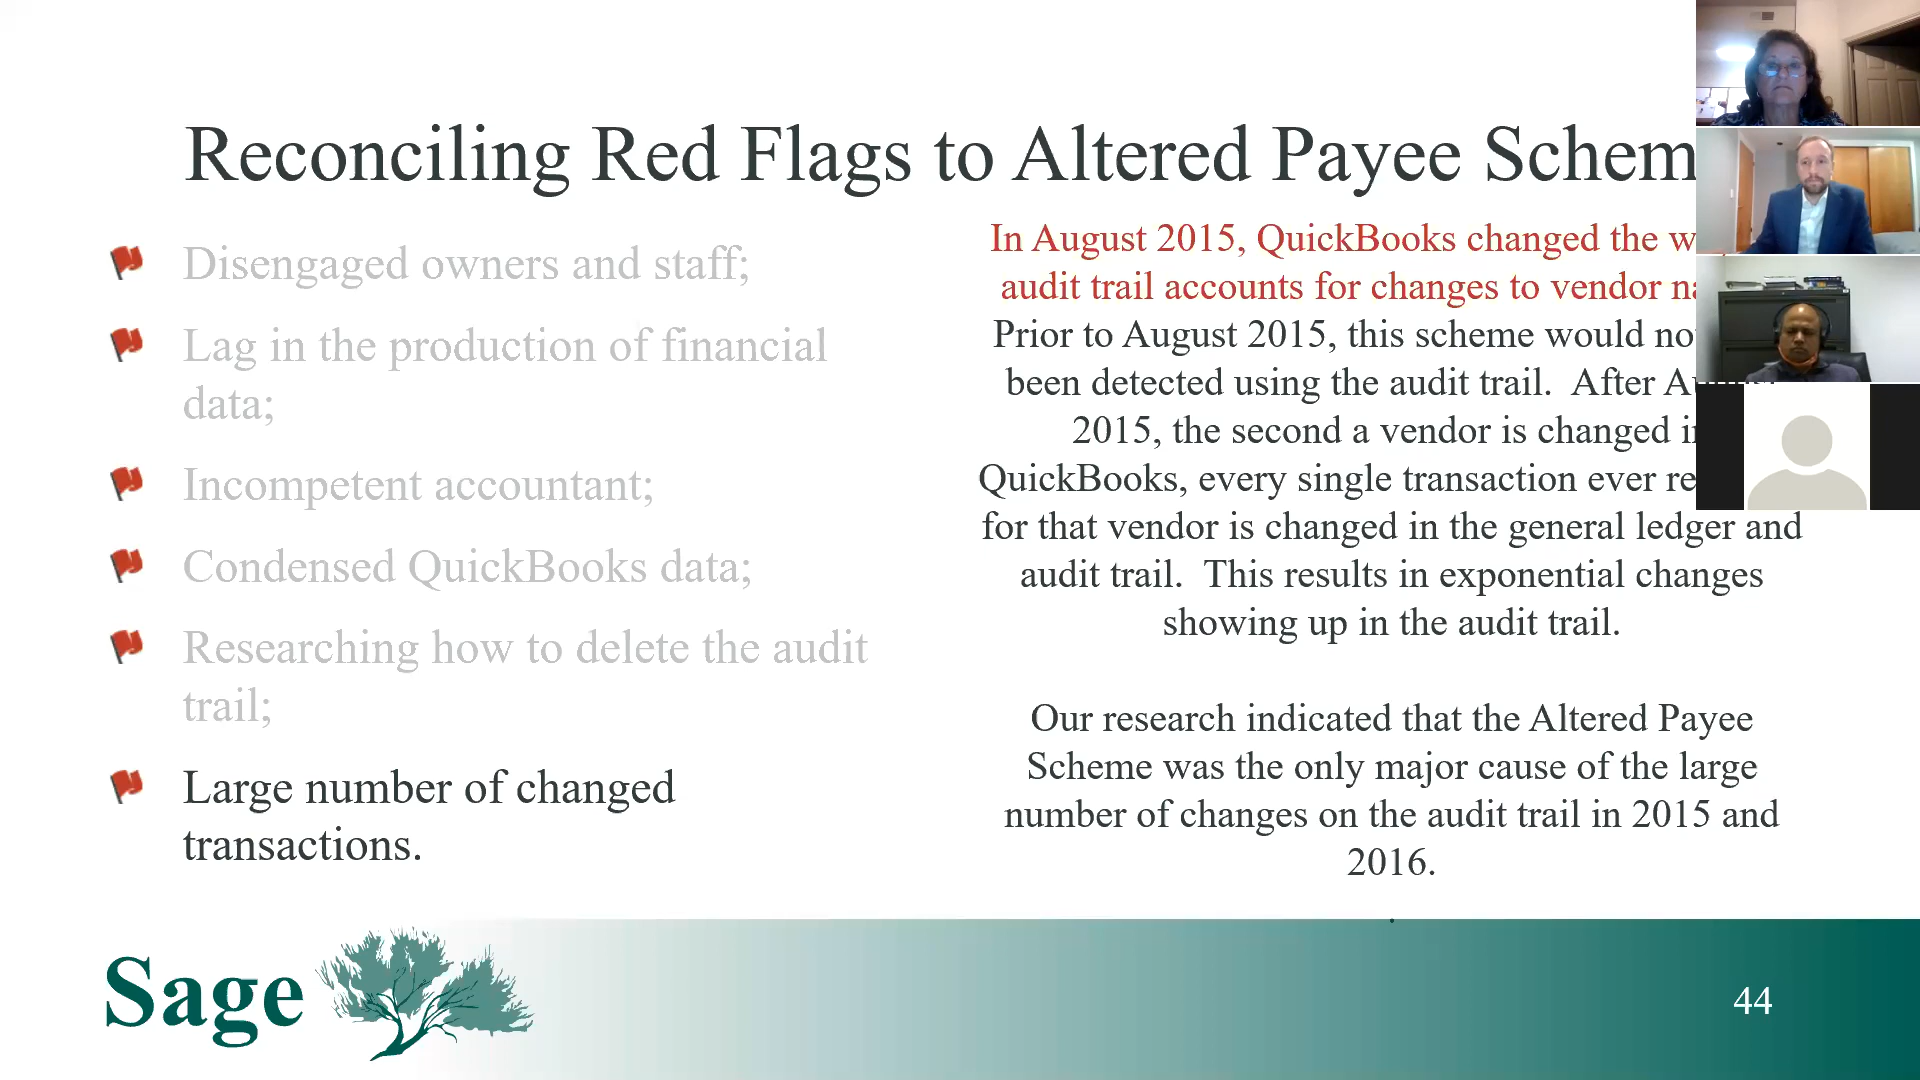 Reconciling Red Flags to Altered Payee Schem
Disengaged owners and staff;
Lag in the production of financial
data;
Incompetent accountant;
Condensed QuickBooks data;
Researching how to delete the audit
trail;
Large number of changed
transactions.
In August 2015, QuickBooks changed the w
audit trail accounts for changes to vendor na
Prior to August 2015, this scheme would no
been detected using the audit trail. After
2015, the second a vendor is changed in
QuickBooks, every single transaction ever re
for that vendor is changed in the general ledger and
audit trail. This results in exponential changes
showing up in the audit trail.
Our research indicated that the Altered Payee
Scheme was the only major cause of the large
number of changes on the audit trail in 2015 and
2016.
Sage
44